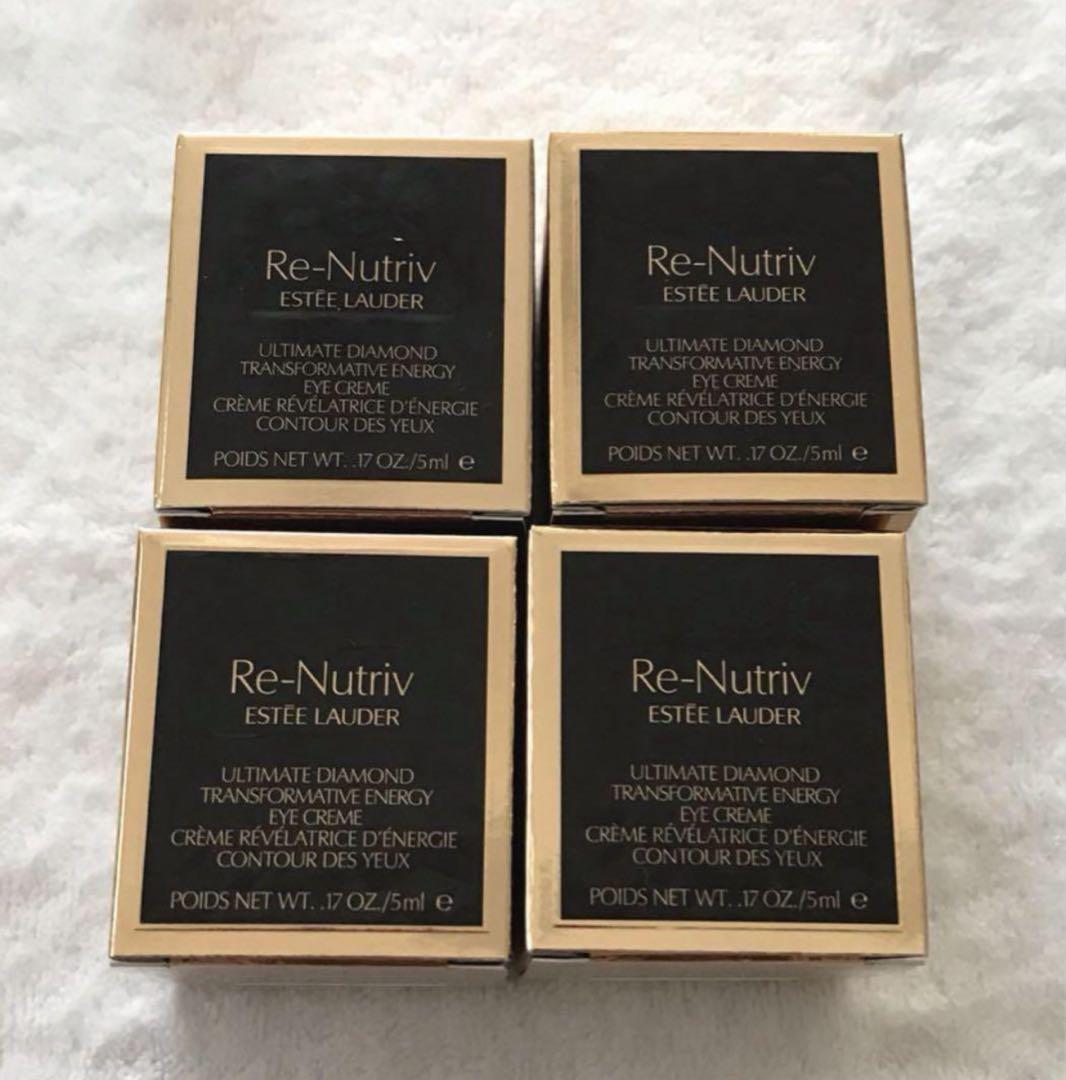 Re-Nutriv
ESTÉE LAUDER
ULTIMATE DIAMOND
TRANSFORMATIVE ENERGY
EYE CREME
CRÈME RÉVÉLATRICE D'ÉNERGIE
CONTOUR DES YEUX
POIDS NET WT. .17 OZ./5ml ℮
Re-Nutriv
ESTÉE LAUDER
ULTIMATE DIAMOND
TRANSFORMATIVE ENERGY
EYE CREME
CRÈME RÉVÉLATRICE D'ÉNERGIE
CONTOUR DES YEUX
POIDS NET WT. .17 OZ./5ml ℮
Re-Nutriv
ESTÉE LAUDER
ULTIMATE DIAMOND
TRANSFORMATIVE ENERGY
EYE CREME
CRÈME RÉVÉLATRICE D'ÉNERGIE
CONTOUR DES YEUX
POIDS NET WT. .17 OZ./5ml ℮
Re-Nutriv
ESTÉE LAUDER
ULTIMATE DIAMOND
TRANSFORMATIVE ENERGY
EYE CREME
CRÈME RÉVÉLATRICE D'ÉNERGIE
CONTOUR DES YEUX
POIDS NET WT. .17 OZ./5ml ℮